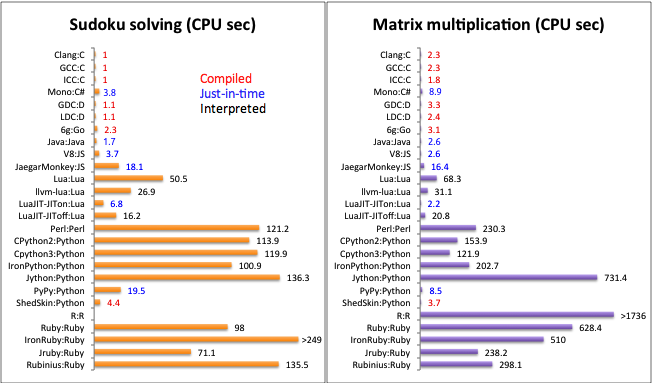 Sudoku solving (CPU sec)
Clang:C 1
GCC:C 1
ICC:C 1
Mono:C# 3.8
GDC:D 1.1
LDC:D 1.1
6g:Go 2.3
Java:Java 1.7
V8:JS 3.7
JaegarMonkey:JS 18.1
Lua:Lua 50.5
llvm-lua:Lua 26.9
LuaJIT-JITon:Lua 6.8
LuaJIT-JIToff:Lua 16.2
Perl:Perl 121.2
CPython2:Python 113.9
Cpython3:Python 119.9
IronPython:Python 100.9
Jython:Python 136.3
PyPy:Python 19.5
ShedSkin:Python 4.4
R:R
Ruby:Ruby 98
IronRuby:Ruby >249
Jruby:Ruby 71.1
Rubinius:Ruby 135.5
Compiled
Just-in-time
Interpreted
Matrix multiplication (CPU sec)
Clang:C 2.3
GCC:C 2.3
ICC:C 1.8
Mono:C# 8.9
GDC:D 3.3
LDC:D 2.4
6g:Go 3.1
Java:Java 2.6
V8:JS 2.6
JaegarMonkey:JS 16.4
Lua:Lua 68.3
llvm-lua:Lua 31.1
LuaJIT-JITon:Lua 2.2
LuaJIT-JIToff:Lua 20.8
Perl:Perl 230.3
CPython2:Python 153.9
CPython3:Python 121.9
IronPython:Python 202.7
Jython:Python 731.4
PyPy:Python 8.5
ShedSkin:Python 3.7
R:R >1736
Ruby:Ruby 628.4
IronRuby:Ruby 510
Jruby:Ruby 238.2
Rubinius:Ruby 298.1